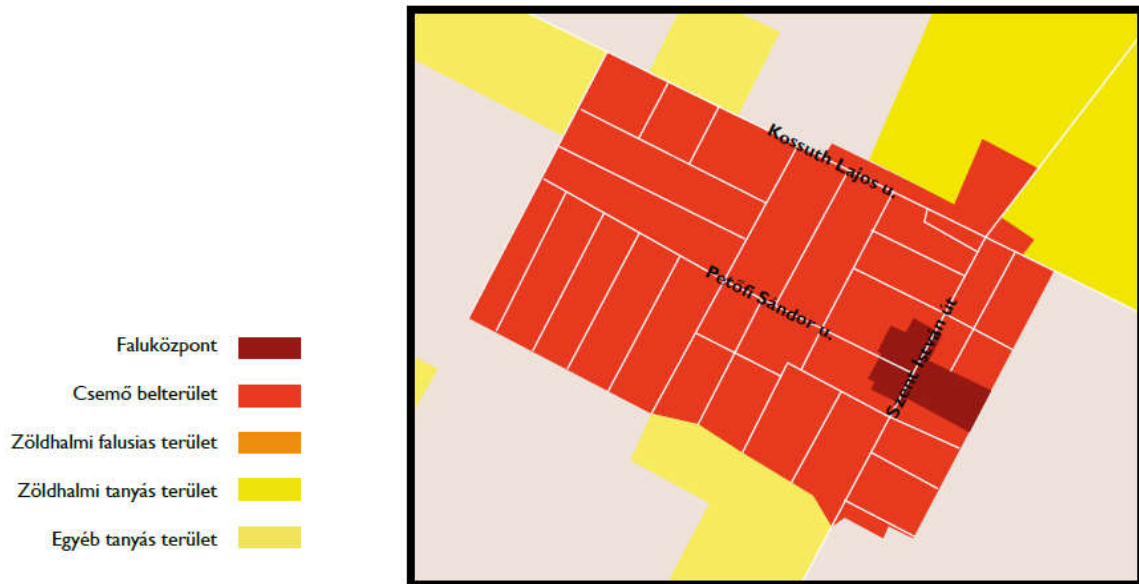 Faluközpont
Csemő belterület
Zöldhalmi falusias terület
Zöldhalmi tanyás terület
Egyéb tanyás terület
Kossuth Lajos u.
Petőfi Sándor u.
Szent István út